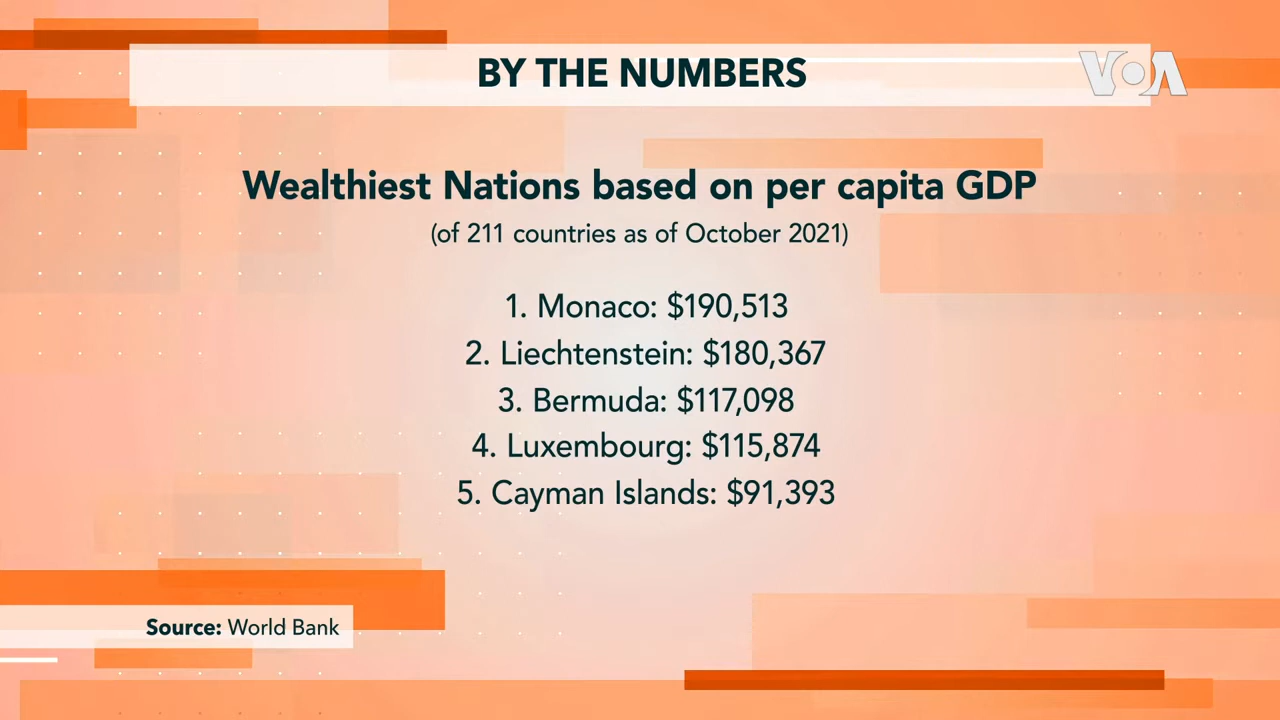 BY THE NUMBERS
VOA
Wealthiest Nations based on per capita GDP
(of 211 countries as of October 2021)
1. Monaco: $190,513
2. Liechtenstein: $180,367
3. Bermuda: $117,098
4. Luxembourg: $115,874
5. Cayman Islands: $91,393
Source: World Bank